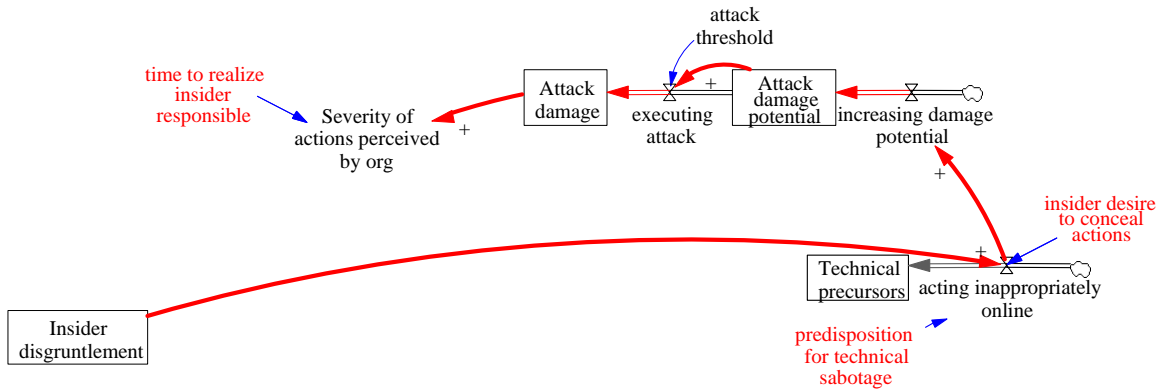 attack
threshold
time to realize
insider
responsible
Severity of
actions perceived
by org
+
Attack
damage
+
executing
attack
Attack
damage
potential
increasing damage
potential
+
insider desire
to conceal
actions
+
Technical
precursors
acting inappropriately
online
Insider
disgruntlement
predisposition
for technical
sabotage